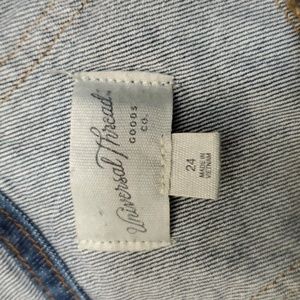 Universal Thread
GOODS
CO.
24
MADE IN
VIETNAM